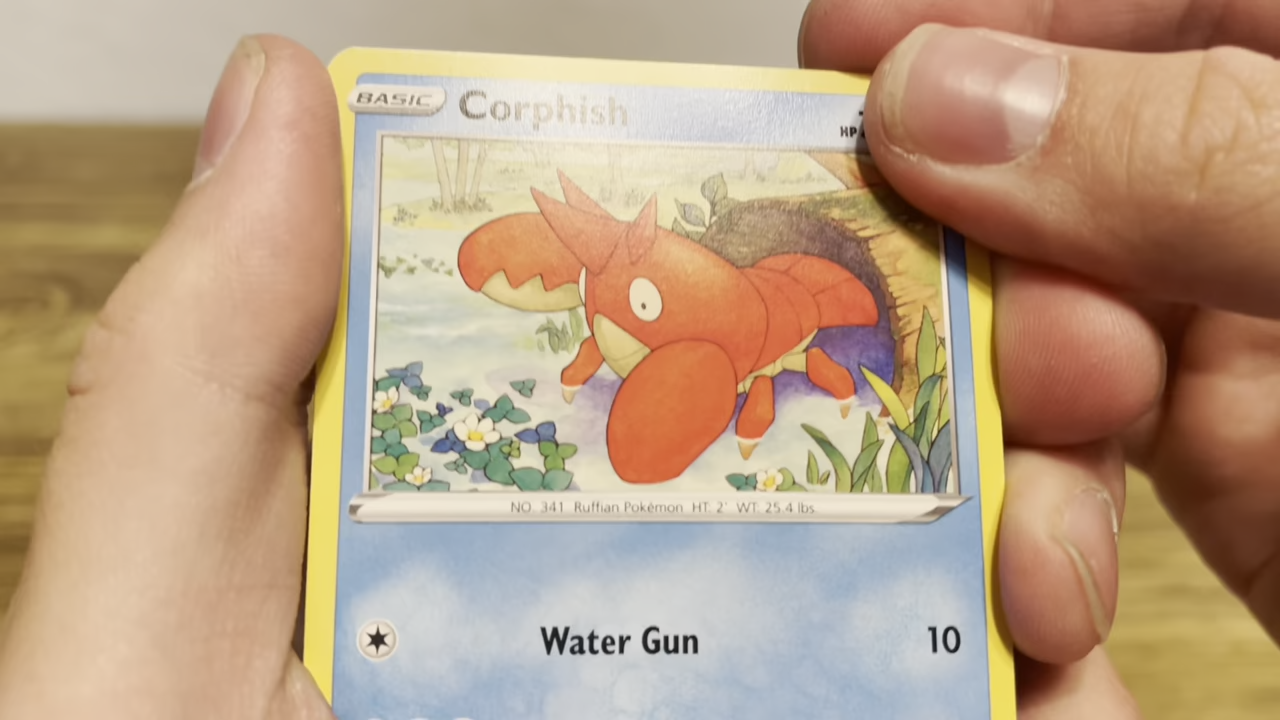 BASIC Corphish HP
NO. 341 Ruffian Pokémon HT: 2' WT: 25.4 lbs.
Water Gun 10